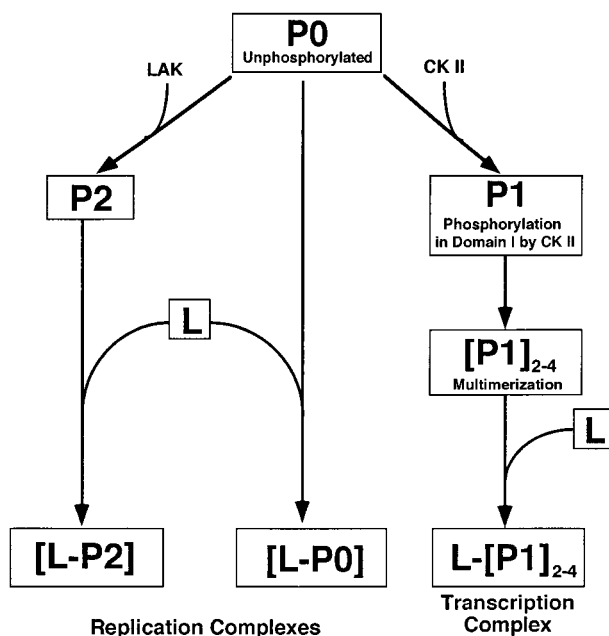 P0
Unphosphorylated
LAK
CK II
P2
P1
Phosphorylation
in Domain I by CK II
L
[P1]2-4
Multimerization
L
[L-P2]
[L-P0]
L-[P1]2-4
Replication Complexes
Transcription
Complex